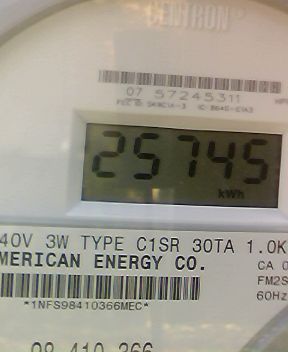 CENTRON
07 57245311
25745
kWh
40V 3W TYPE C1SR 30TA 1.0K
MERICAN ENERGY CO.
CA 0
FM2S
60Hz
*1NFS98410366MEC*
98 410 366